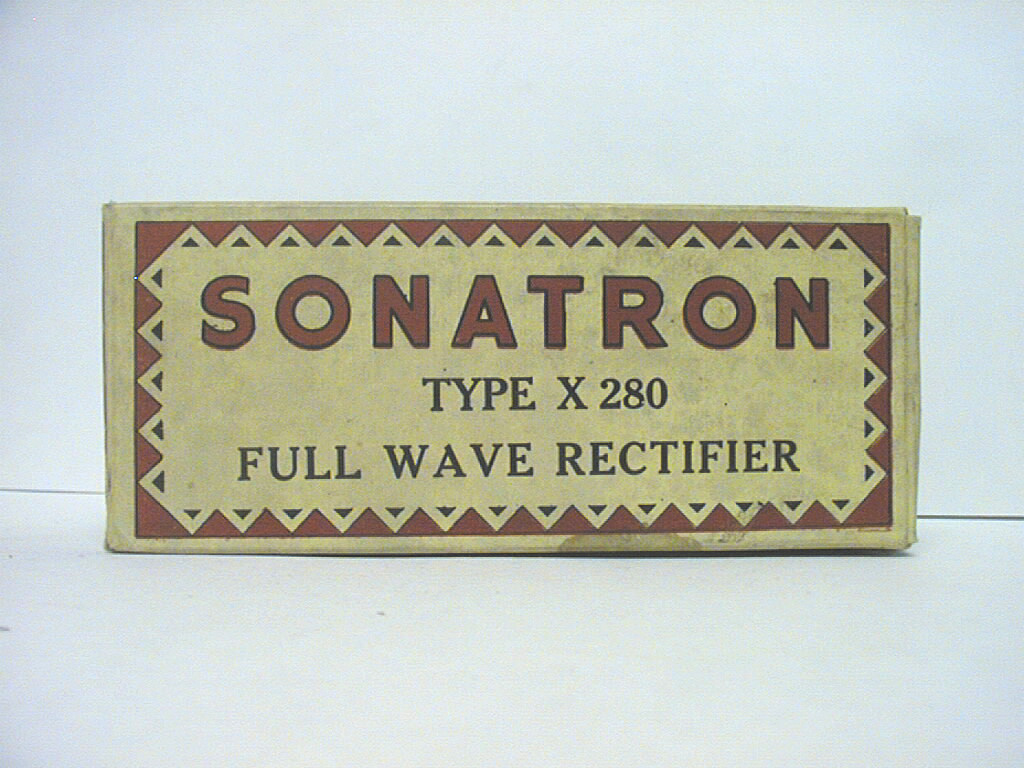 SONATRON
TYPE X 280
FULL WAVE RECTIFIER